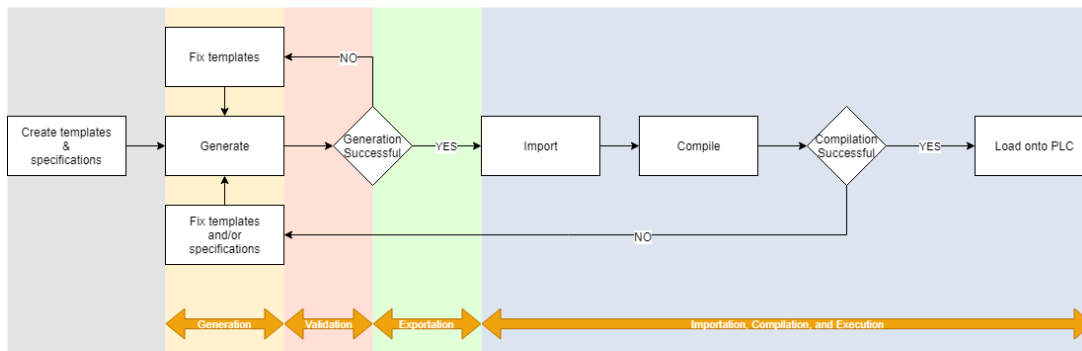 Fix templates
NO
Create templates
&
specifications
Generate
Generation
Successful
YES
Import
Compile
Compilation
Successful
YES
Load onto PLC
Fix templates
and/or
specifications
NO
Generation
Validation
Exportation
Importation, Compilation, and Execution